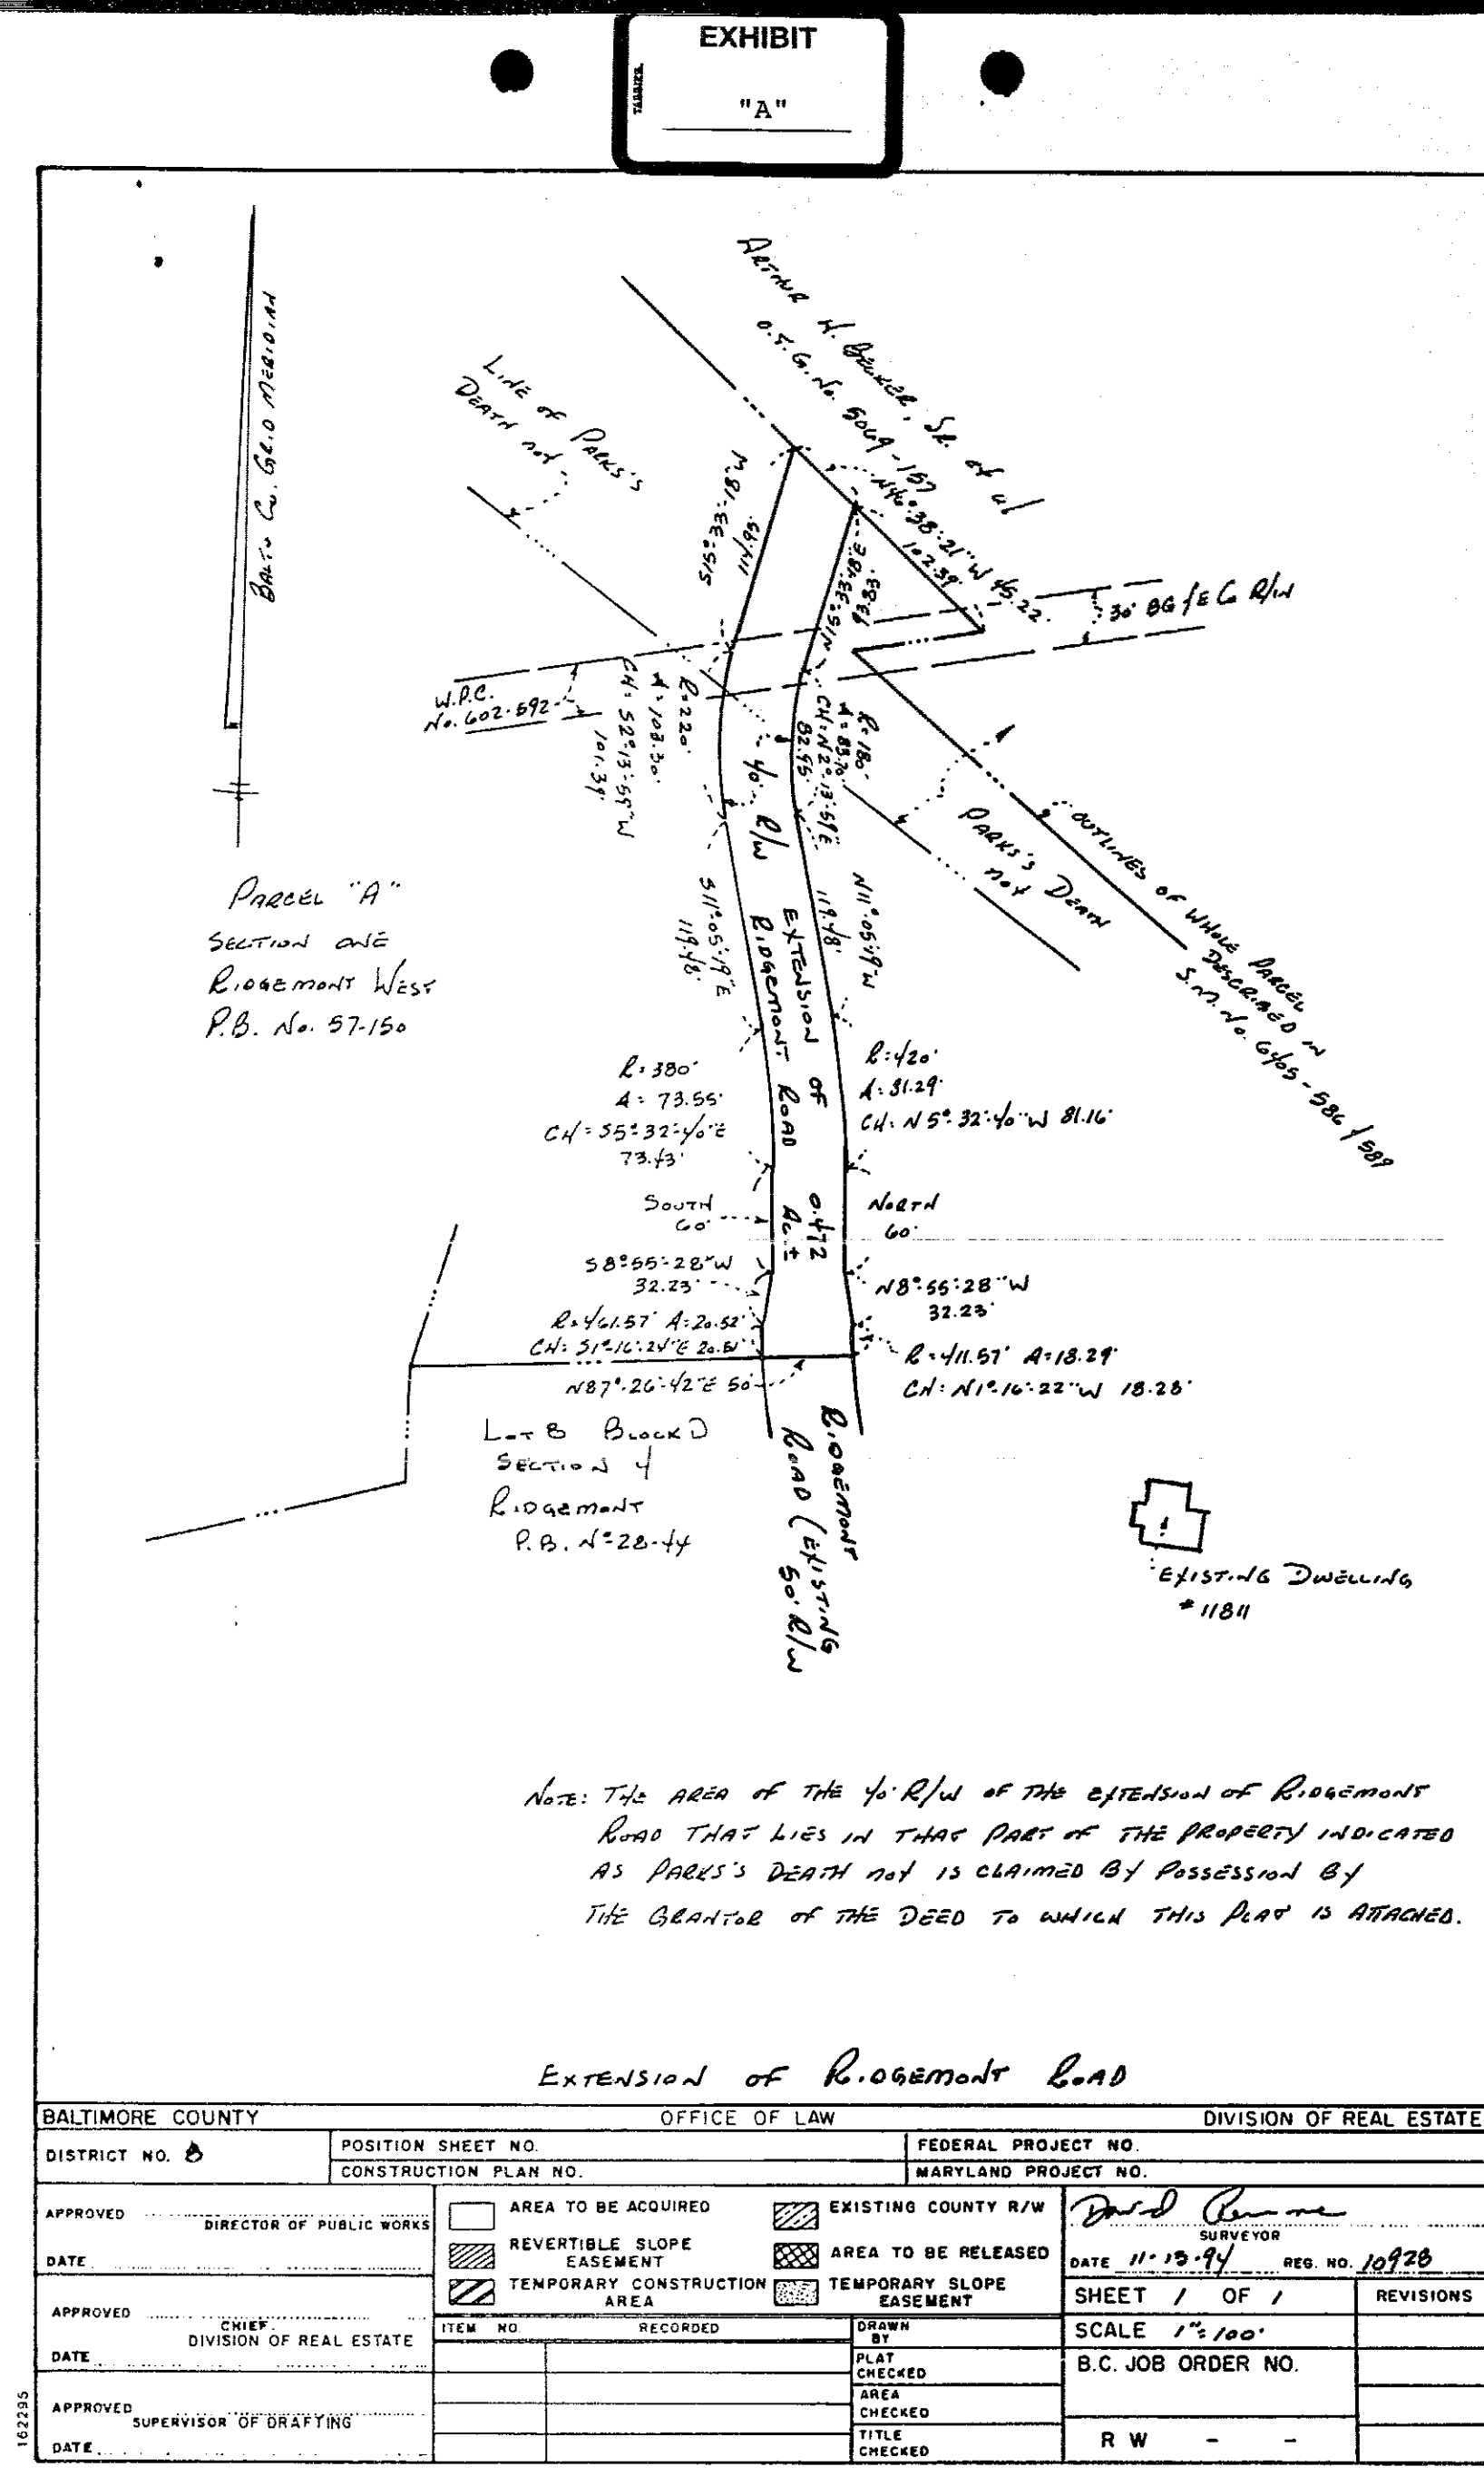 EXHIBIT
"A"
BALTO CO. GRID MERIDIAN
ARTHUR H. BECKER, SR. et al
O.T.G. No. 5069-157
LINE OF PARKS'S
DEATH not
N46°-38'-21"W 45.22'
102.39'
S15°-33'-18"W
114.95'
N15°-33'-18"E
93.83'
30' BG/E Co R/W
W.P.C.
No. 602-592
R=220'
A=103.30'
CH=S2°-13'-59"W
101.39'
R=180'
A=83.70'
CH=N2°-13'-59"E
82.95'
40' R/W
EXTENSION OF
RIDGEMONT ROAD
0.472
Ac.±
PARKS'S DEATH
not
OUTLINES OF WHOLE PARCEL
DESCRIBED IN
S.M. No. 6405-586/589
PARCEL "A"
SECTION ONE
RIDGEMONT WEST
P.B. No. 57-150
S11°-05'-19"E
119.48'
N11°-05'-19"W
119.48'
R=380'
A=73.55'
CH=S5°-32'-40"E
73.43'
R=420'
A=81.29'
CH=N5°-32'-40"W 81.16'
SOUTH
60'
NORTH
60'
S8°-55'-28"W
32.23'
N8°-55'-28"W
32.23'
R=461.57' A=20.52'
CH=S1°-16'-24"E 20.51'
R=411.57' A=18.29'
CH=N1°-16'-22"W 18.28'
N87°-26'-42"E 50'
LOT 8 BLOCK D
SECTION 4
RIDGEMONT
P.B. No 28-44
RIDGEMONT
ROAD (EXISTING
50' R/W
EXISTING DWELLING
#11811
NOTE: THE AREA OF THE 40' R/W OF THE EXTENSION OF RIDGEMONT
ROAD THAT LIES IN THAT PART OF THE PROPERTY INDICATED
AS PARKS'S DEATH not IS CLAIMED BY POSSESSION BY
THE GRANTOR OF THE DEED TO WHICH THIS PLAT IS ATTACHED.
EXTENSION OF RIDGEMONT ROAD
BALTIMORE COUNTY OFFICE OF LAW DIVISION OF REAL ESTATE
DISTRICT NO. 8
POSITION SHEET NO.
FEDERAL PROJECT NO.
CONSTRUCTION PLAN NO.
MARYLAND PROJECT NO.
APPROVED
DIRECTOR OF PUBLIC WORKS
DATE
APPROVED
CHIEF.
DIVISION OF REAL ESTATE
DATE
APPROVED
SUPERVISOR OF DRAFTING
DATE
AREA TO BE ACQUIRED
EXISTING COUNTY R/W
REVERTIBLE SLOPE
EASEMENT
AREA TO BE RELEASED
TEMPORARY CONSTRUCTION
AREA
TEMPORARY SLOPE
EASEMENT
ITEM NO. RECORDED
DRAWN
BY
PLAT
CHECKED
AREA
CHECKED
TITLE
CHECKED
David
SURVEYOR
DATE 11-15-94 REG. NO. 10928
SHEET 1 OF 1
REVISIONS
SCALE 1"=100'
B.C. JOB ORDER NO.
R W - -
162295